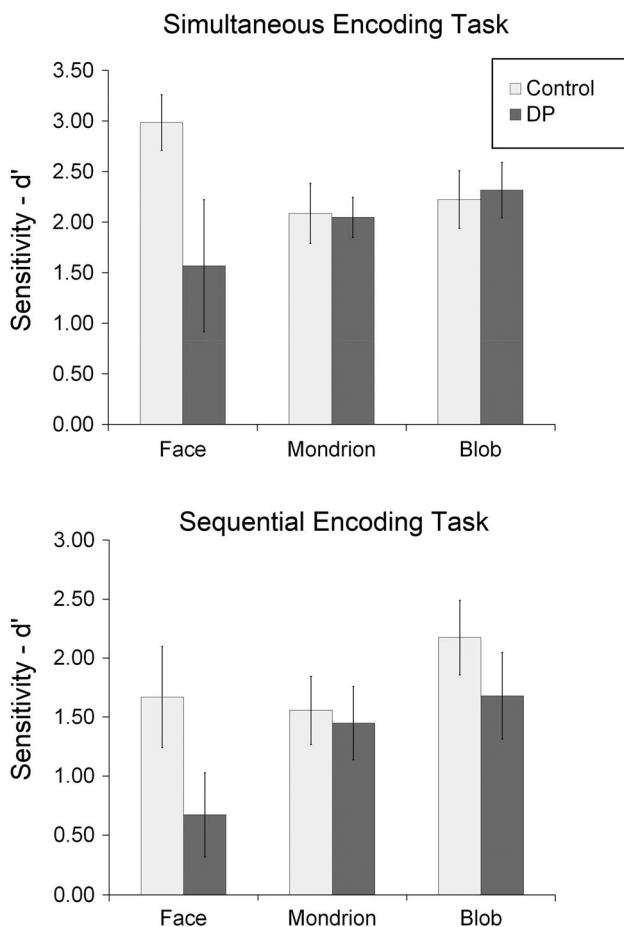 Simultaneous Encoding Task
Control
DP
Sensitivity - d'
3.50
3.00
2.50
2.00
1.50
1.00
0.50
0.00
Face Mondrion Blob
Sequential Encoding Task
Sensitivity - d'
3.00
2.50
2.00
1.50
1.00
0.50
0.00
Face Mondrion Blob